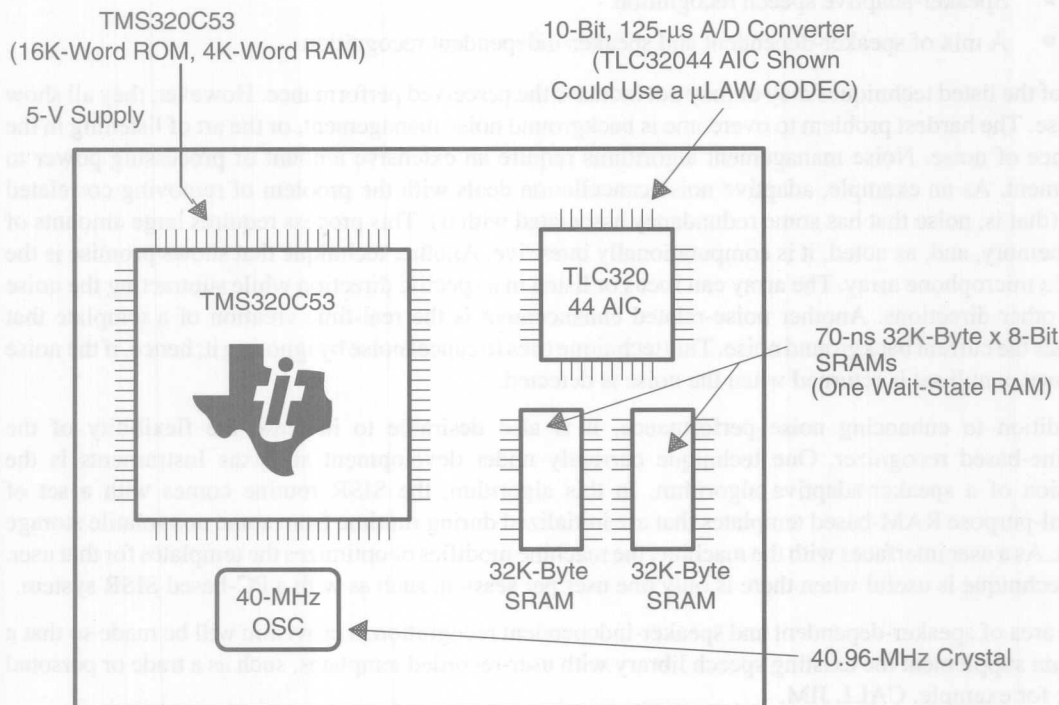 TMS320C53
(16K-Word ROM, 4K-Word RAM)
5-V Supply
10-Bit, 125-µs A/D Converter
(TLC32044 AIC Shown
Could Use a µLAW CODEC)
TMS320C53
TLC320
44 AIC
70-ns 32K-Byte X 8-Bit
SRAMs
(One Wait-State RAM)
32K-Byte
SRAM
32K-Byte
SRAM
40-MHz
OSC
40.96-MHz Crystal